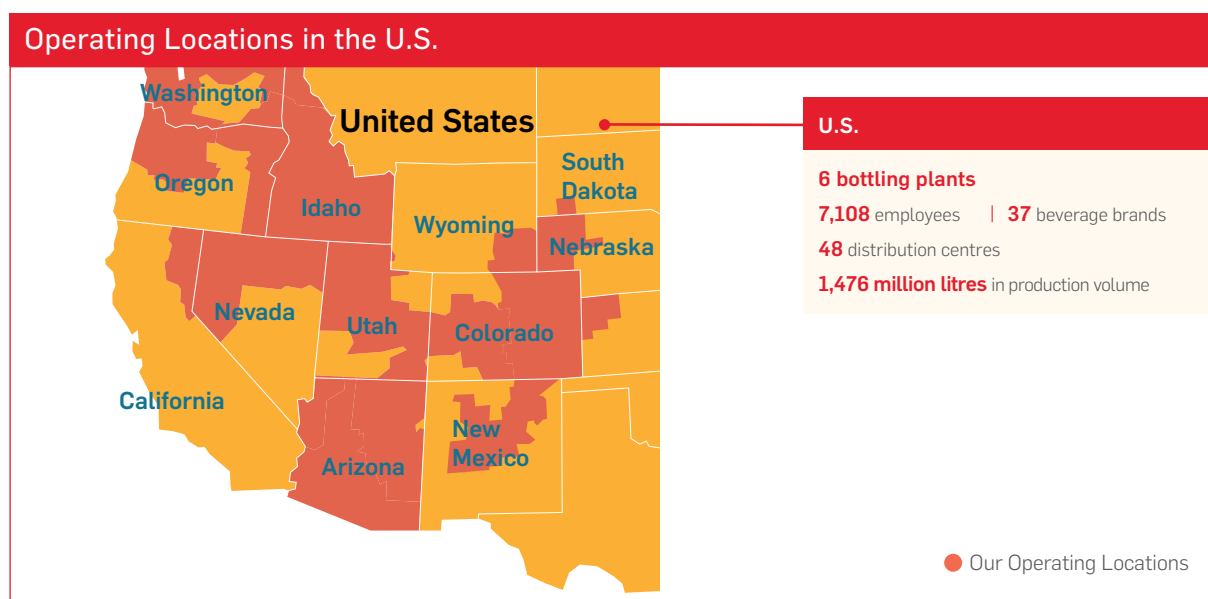 Operating Locations in the U.S.
Washington
United States
Oregon
Idaho
Wyoming
South
Dakota
Nebraska
Nevada
Utah
Colorado
California
Arizona
New
Mexico
U.S.
6 bottling plants
7,108 employees | 37 beverage brands
48 distribution centres
1,476 million litres in production volume
Our Operating Locations